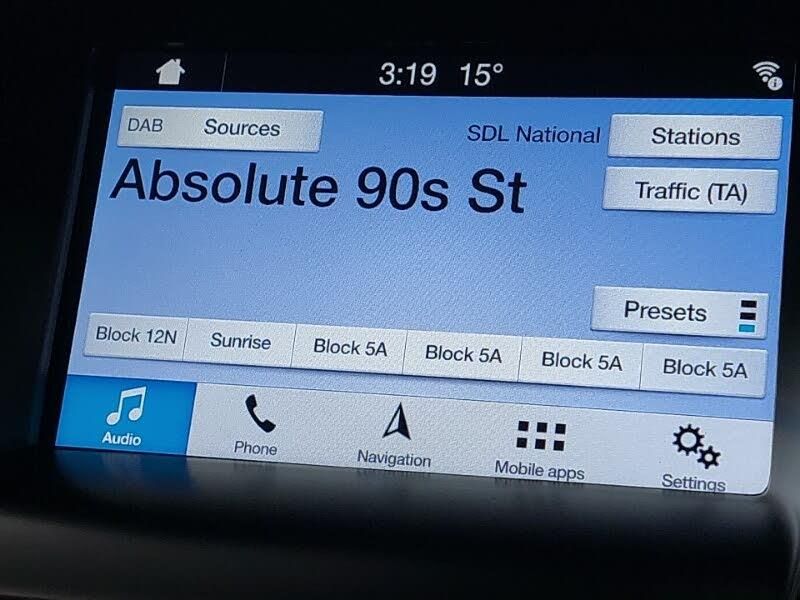 3:19 15°
DAB Sources
SDL National
Stations
Absolute 90s St
Traffic (TA)
Presets
Block 12N
Sunrise
Block 5A
Block 5A
Block 5A
Block 5A
Audio
Phone
Navigation
Mobile apps
Settings